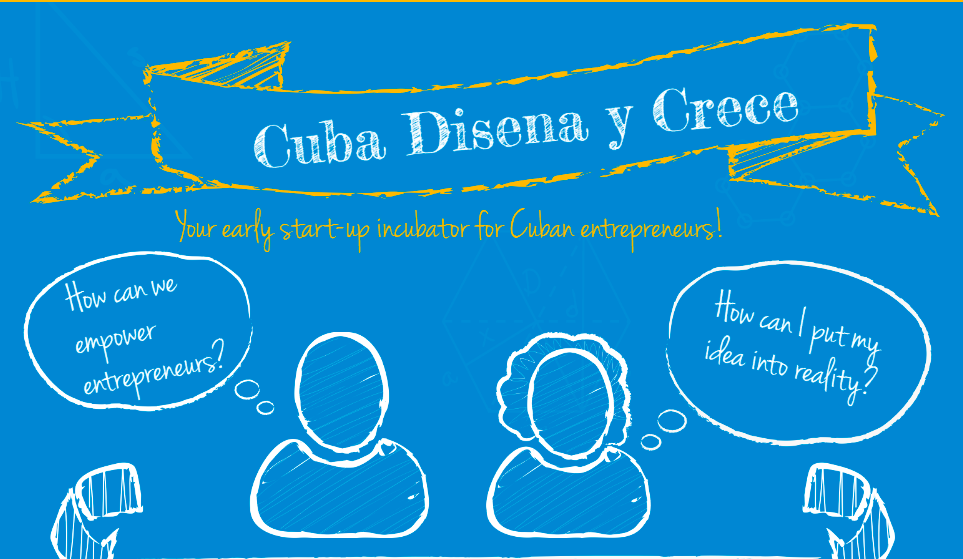 Cuba Disena y Crece
Your early start-up incubator for Cuban entrepreneurs!
How can we
empower
entrepreneurs?
How can I put my
idea into reality?